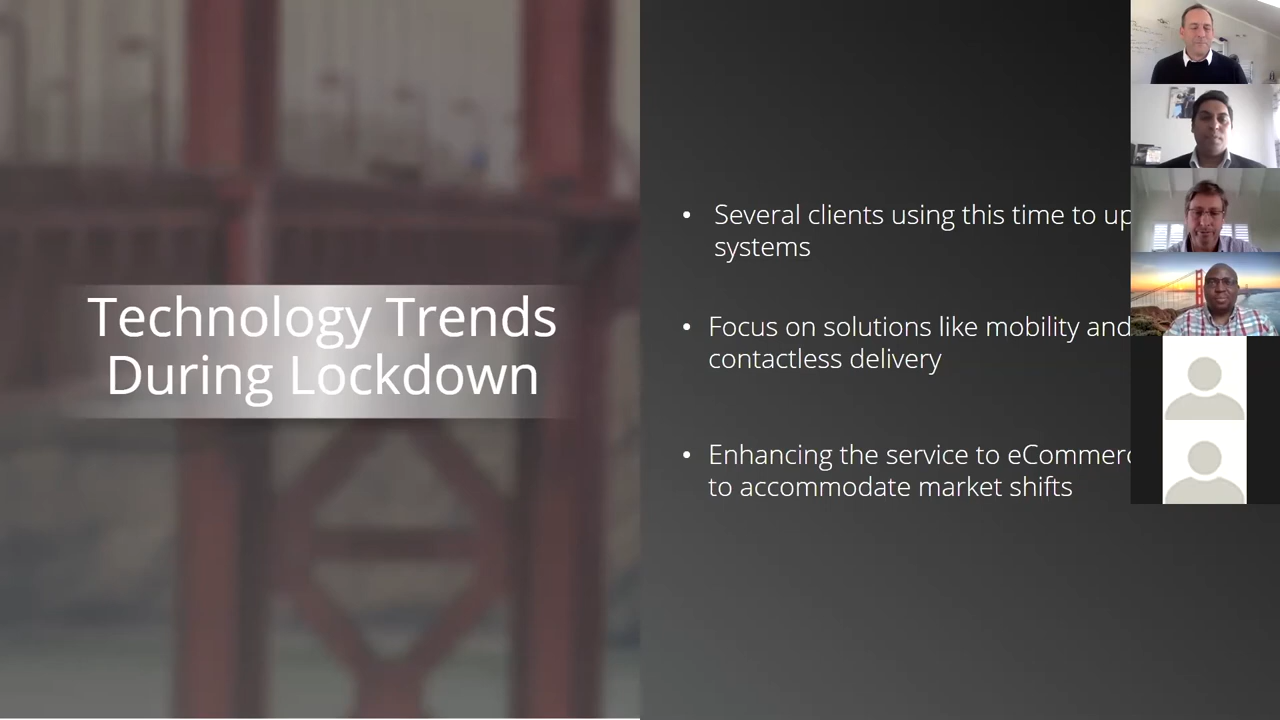 Technology Trends
During Lockdown
• Several clients using this time to up
systems
• Focus on solutions like mobility and
contactless delivery
• Enhancing the service to eCommerc
to accommodate market shifts